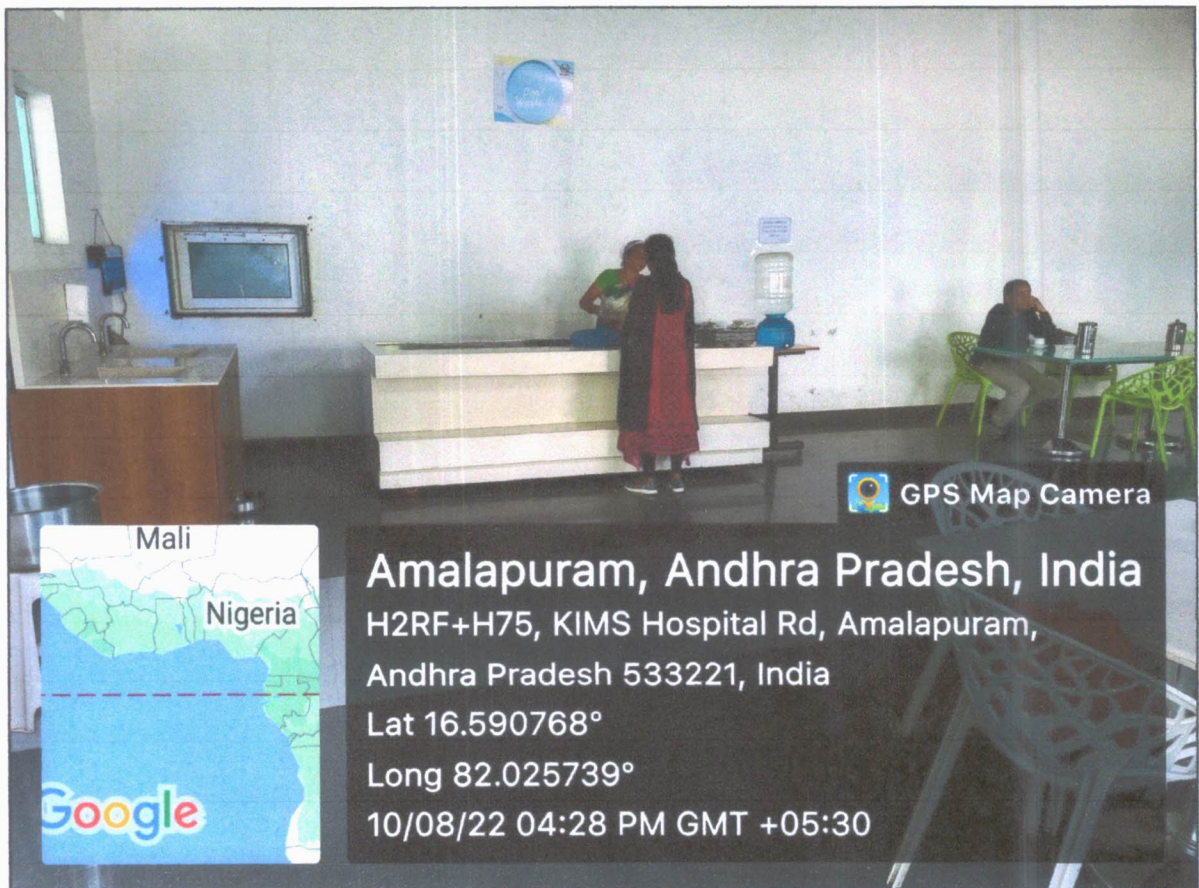 GPS Map Camera
Mali
Nigeria
Google
Amalapuram, Andhra Pradesh, India
H2RF+H75, KIMS Hospital Rd, Amalapuram,
Andhra Pradesh 533221, India
Lat 16.590768°
Long 82.025739°
10/08/22 04:28 PM GMT +05:30